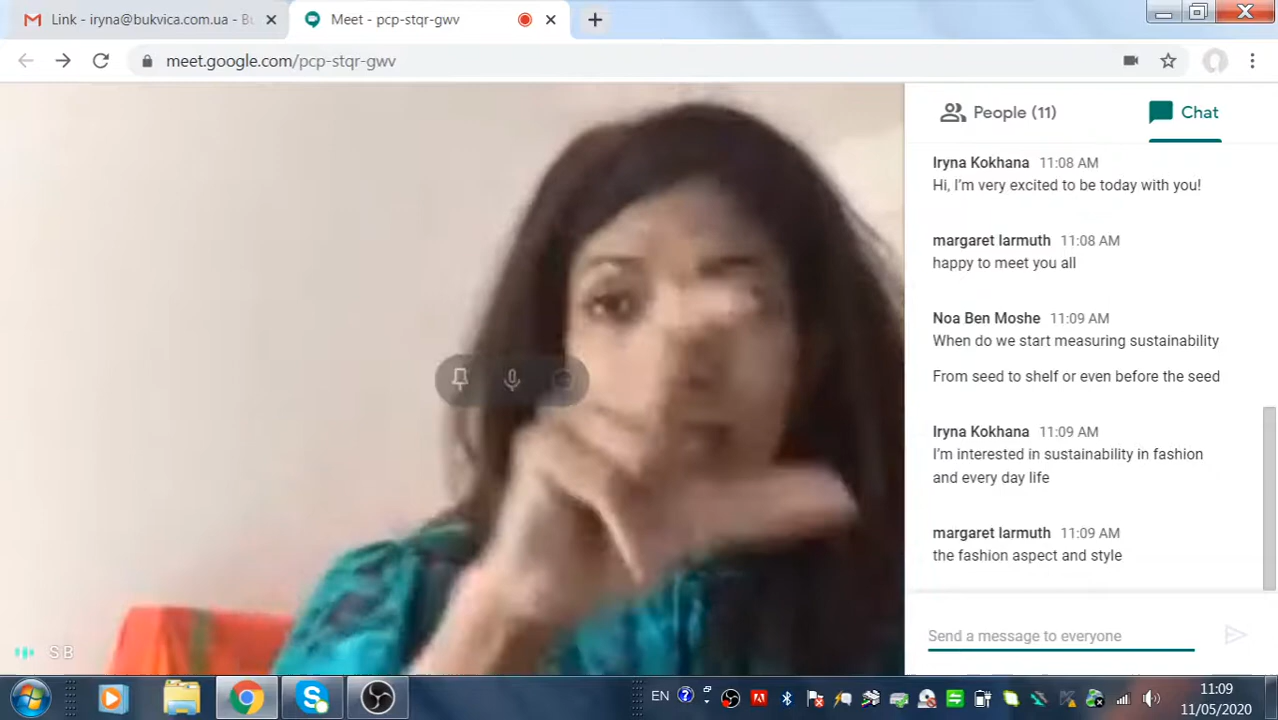 Link - iryna@bukvica.com.ua - Bu
Meet - pcp-stqr-gwv
meet.google.com/pcp-stqr-gwv
People (11)
Chat
Iryna Kokhana 11:08 AM
Hi, I'm very excited to be today with you!
margaret larmuth 11:08 AM
happy to meet you all
Noa Ben Moshe 11:09 AM
When do we start measuring sustainability
From seed to shelf or even before the seed
Iryna Kokhana 11:09 AM
I'm interested in sustainability in fashion
and every day life
margaret larmuth 11:09 AM
the fashion aspect and style
Send a message to everyone
S B
EN
11:09
11/05/2020